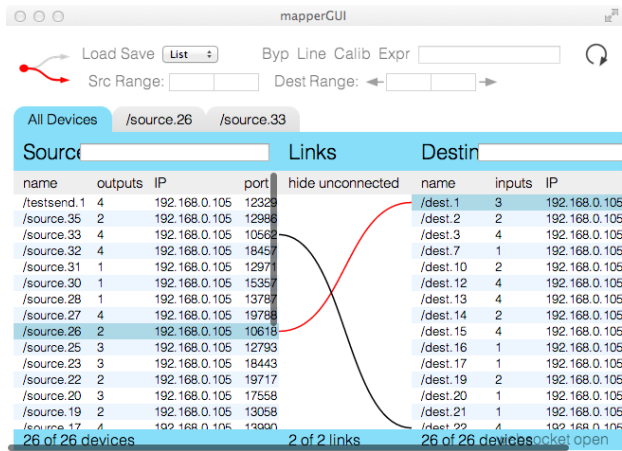 mapperGUI
Load Save List Byp Line Calib Expr
Src Range: Dest Range:
All Devices /source.26 /source.33
Source Links Destin
name outputs IP port hide unconnected name inputs IP
/testsend.1 4 192.168.0.105 12329 /dest.1 3 192.168.0.105
/source.35 2 192.168.0.105 12986 /dest.2 2 192.168.0.105
/source.33 4 192.168.0.105 10562 /dest.3 4 192.168.0.105
/source.32 4 192.168.0.105 18457 /dest.7 1 192.168.0.105
/source.31 1 192.168.0.105 12971 /dest.10 2 192.168.0.105
/source.30 1 192.168.0.105 15357 /dest.12 4 192.168.0.105
/source.28 1 192.168.0.105 13787 /dest.13 4 192.168.0.105
/source.27 4 192.168.0.105 19788 /dest.14 2 192.168.0.105
/source.26 2 192.168.0.105 10618 /dest.15 4 192.168.0.105
/source.25 3 192.168.0.105 12793 /dest.16 1 192.168.0.105
/source.23 3 192.168.0.105 18443 /dest.17 1 192.168.0.105
/source.22 2 192.168.0.105 19717 /dest.19 2 192.168.0.105
/source.20 3 192.168.0.105 17558 /dest.20 1 192.168.0.105
/source.19 2 192.168.0.105 13058 /dest.21 1 192.168.0.105
/source.17 4 192.168.0.105 13990 /dest.22 4 192.168.0.105
26 of 26 devices 2 of 2 links 26 of 26 devices socket open